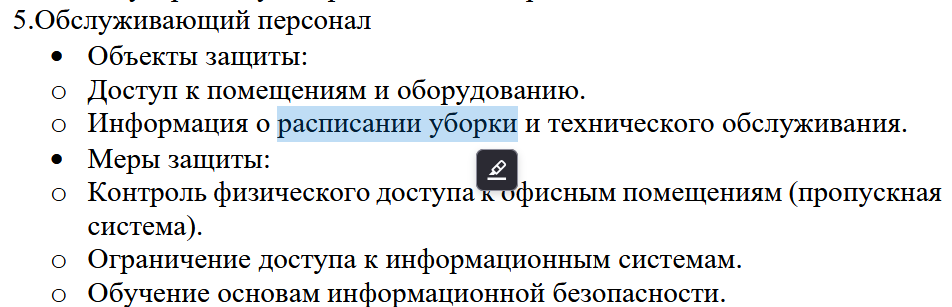 5.Обслуживающий персонал
• Объекты защиты:
o Доступ к помещениям и оборудованию.
o Информация о расписании уборки и технического обслуживания.
• Меры защиты:
o Контроль физического доступа к офисным помещениям (пропускная
система).
o Ограничение доступа к информационным системам.
o Обучение основам информационной безопасности.